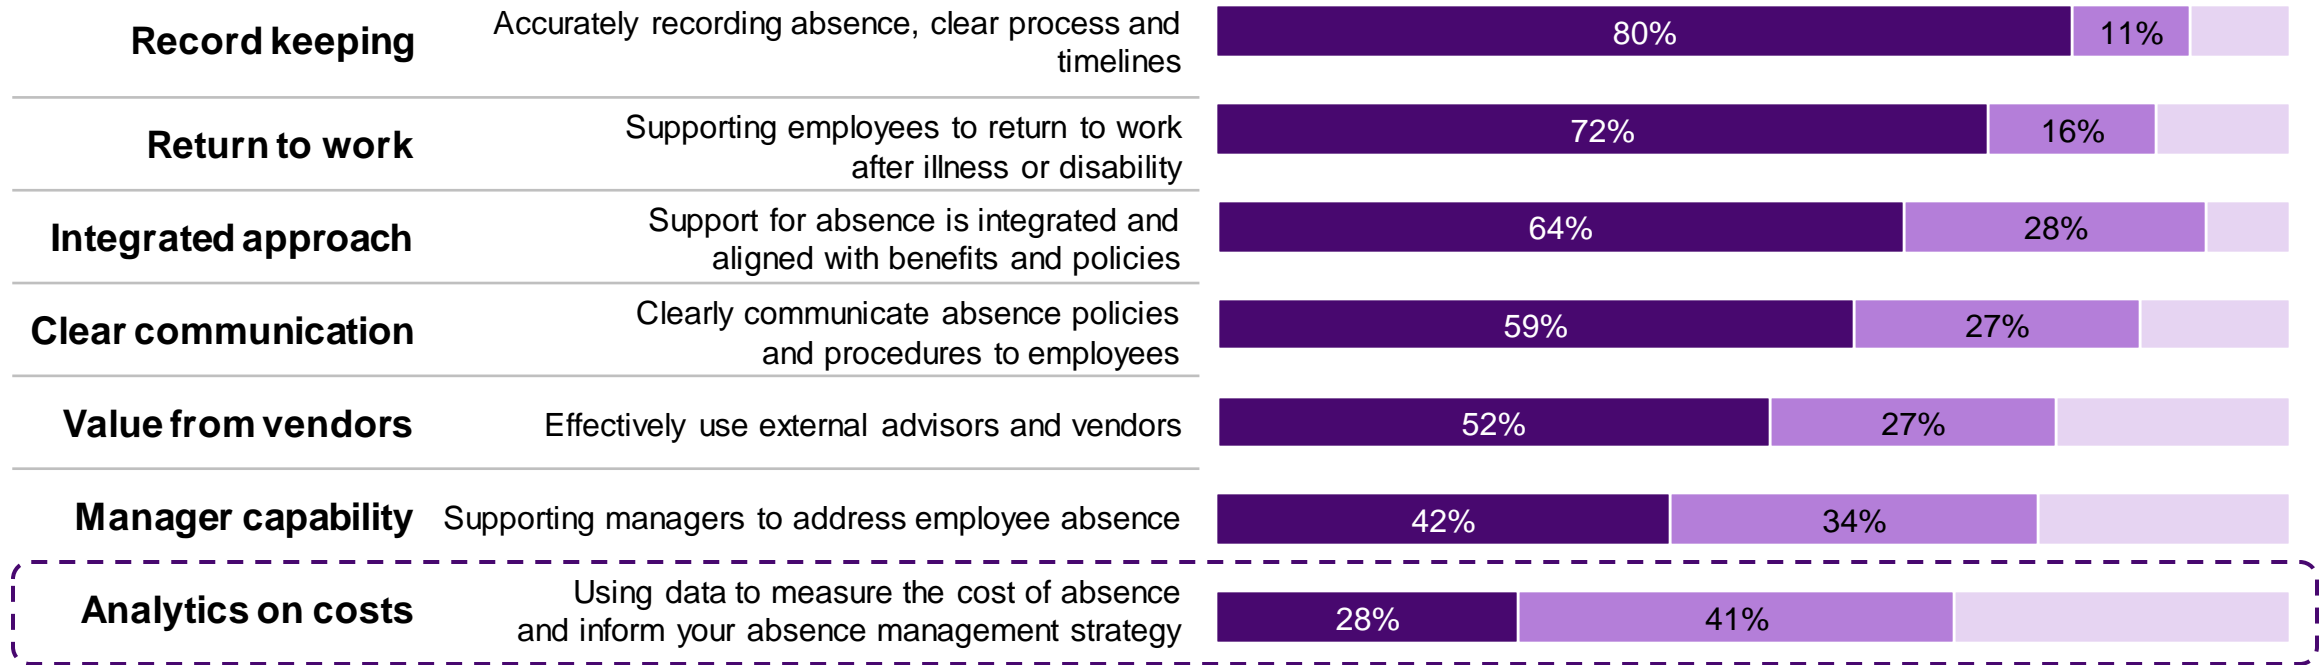 Record keeping
Accurately recording absence, clear process and
timelines
80%
11%
Return to work
Supporting employees to return to work
after illness or disability
72%
16%
Integrated approach
Support for absence is integrated and
aligned with benefits and policies
64%
28%
Clear communication
Clearly communicate absence policies
and procedures to employees
59%
27%
Value from vendors
Effectively use external advisors and vendors
52%
27%
Manager capability
Supporting managers to address employee absence
42%
34%
Analytics on costs
Using data to measure the cost of absence
and inform your absence management strategy
28%
41%